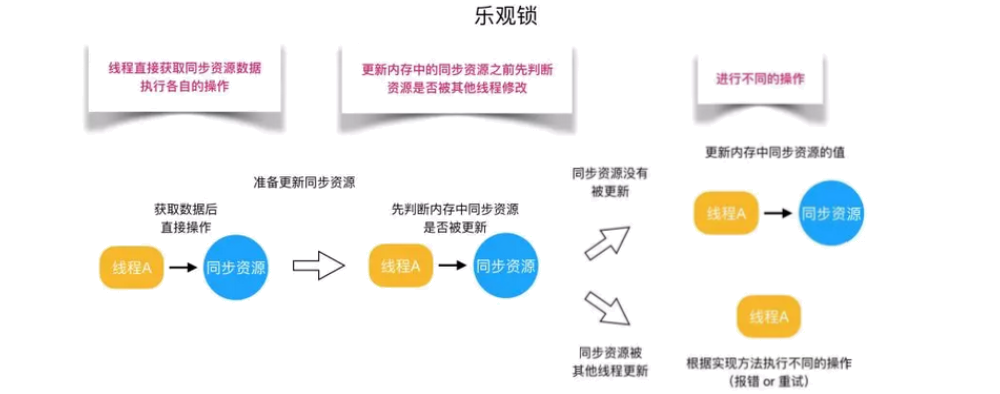 乐观锁
线程直接获取同步资源数据
执行各自的操作
更新内存中的同步资源之前先判断
资源是否被其他线程修改
进行不同的操作
准备更新同步资源
获取数据后
直接操作
线程A
同步资源
先判断内存中同步资源
是否被更新
线程A
同步资源
同步资源没有
被更新
更新内存中同步资源的值
线程A
同步资源
同步资源被
其他线程更新
线程A
根据实现方法执行不同的操作
(报错 or 重试)